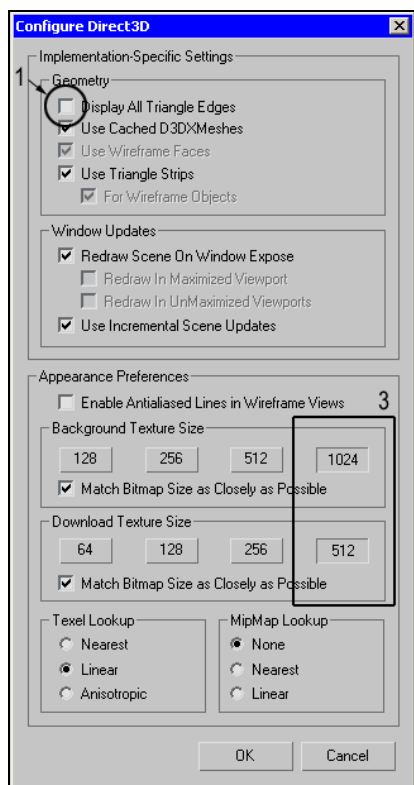 Configure Direct3D
Implementation-Specific Settings
1
Geometry
Display All Triangle Edges
Use Cached D3DXMeshes
Use Wireframe Faces
Use Triangle Strips
For Wireframe Objects
Window Updates
Redraw Scene On Window Expose
Redraw In Maximized Viewport
Redraw In UnMaximized Viewports
Use Incremental Scene Updates
Appearance Preferences
Enable Antialiased Lines in Wireframe Views
3
Background Texture Size
128 256 512 1024
Match Bitmap Size as Closely as Possible
Download Texture Size
64 128 256 512
Match Bitmap Size as Closely as Possible
Texel Lookup
Nearest
Linear
Anisotropic
MipMap Lookup
None
Nearest
Linear
OK Cancel